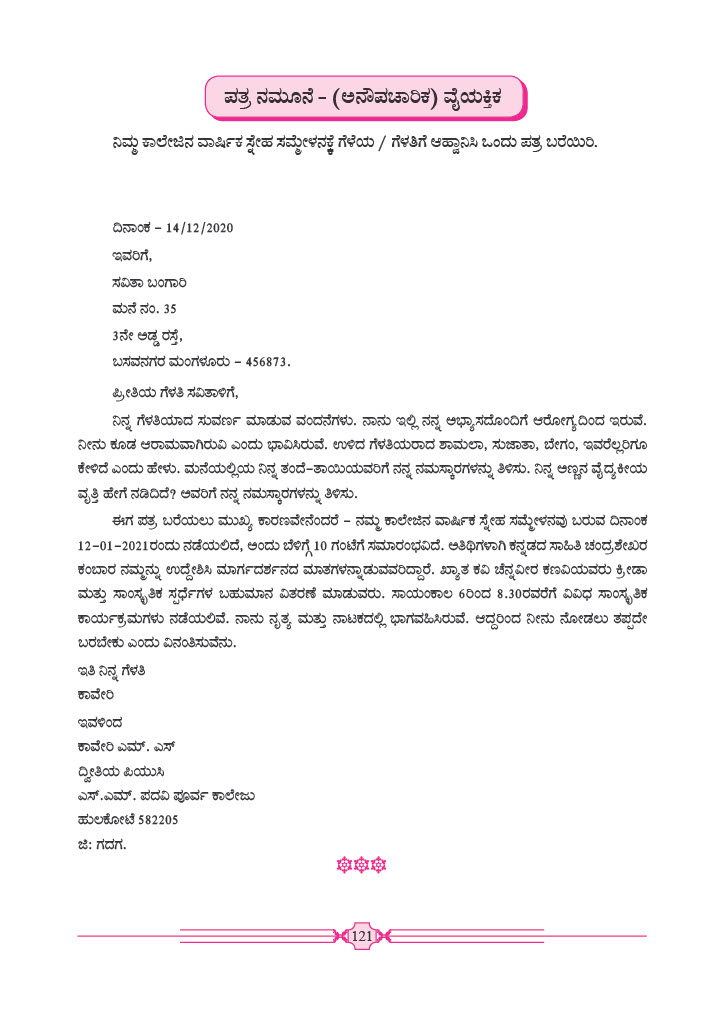 ಪತ್ರ ನಮೂನೆ – (ಅನೌಪಚಾರಿಕ) ವೈಯಕ್ತಿಕ
ನಿಮ್ಮ ಕಾಲೇಜಿನ ವಾರ್ಷಿಕ ಸ್ನೇಹ ಸಮ್ಮೇಳನಕ್ಕೆ ಗೆಳೆಯ / ಗೆಳತಿಗೆ ಆಹ್ವಾನಿಸಿ ಒಂದು ಪತ್ರ ಬರೆಯಿರಿ.
ದಿನಾಂಕ – 14/12/2020
ಇವರಿಗೆ,
ಸವಿತಾ ಬಂಗಾರಿ
ಮನೆ ನಂ. 35
3ನೇ ಅಡ್ಡ ರಸ್ತೆ,
ಬಸವನಗರ ಮಂಗಳೂರು – 456873.
ಪ್ರೀತಿಯ ಗೆಳತಿ ಸವಿತಾಳಿಗೆ,
ನಿನ್ನ ಗೆಳತಿಯಾದ ಸುವರ್ಣ ಮಾಡುವ ವಂದನೆಗಳು. ನಾನು ಇಲ್ಲಿ ನನ್ನ ಅಭ್ಯಾಸದೊಂದಿಗೆ ಆರೋಗ್ಯದಿಂದ ಇರುವೆ.
ನೀನು ಕೂಡ ಆರಾಮವಾಗಿರುವಿ ಎಂದು ಭಾವಿಸಿರುವೆ. ಉಳಿದ ಗೆಳತಿಯರಾದ ಶಾಮಲಾ, ಸುಜಾತಾ, ಬೇಗಂ, ಇವರೆಲ್ಲರಿಗೂ
ಕೇಳಿದೆ ಎಂದು ಹೇಳು. ಮನೆಯಲ್ಲಿಯ ನಿನ್ನ ತಂದೆ–ತಾಯಿಯವರಿಗೆ ನನ್ನ ನಮಸ್ಕಾರಗಳನ್ನು ತಿಳಿಸು. ನಿನ್ನ ಅಣ್ಣನ ವೈದ್ಯಕೀಯ
ವೃತ್ತಿ ಹೇಗೆ ನಡಿದಿದೆ? ಅವರಿಗೆ ನನ್ನ ನಮಸ್ಕಾರಗಳನ್ನು ತಿಳಿಸು.
ಈಗ ಪತ್ರ ಬರೆಯಲು ಮುಖ್ಯ ಕಾರಣವೇನೆಂದರೆ – ನಮ್ಮ ಕಾಲೇಜಿನ ವಾರ್ಷಿಕ ಸ್ನೇಹ ಸಮ್ಮೇಳನವು ಬರುವ ದಿನಾಂಕ
12–01–2021ರಂದು ನಡೆಯಲಿದೆ, ಅಂದು ಬೆಳಿಗ್ಗೆ 10 ಗಂಟೆಗೆ ಸಮಾರಂಭವಿದೆ. ಅತಿಥಿಗಳಾಗಿ ಕನ್ನಡದ ಸಾಹಿತಿ ಚಂದ್ರಶೇಖರ
ಕಂಬಾರ ನಮ್ಮನ್ನು ಉದ್ದೇಶಿಸಿ ಮಾರ್ಗದರ್ಶನದ ಮಾತಗಳನ್ನಾಡುವವರಿದ್ದಾರೆ. ಖ್ಯಾತ ಕವಿ ಚೆನ್ನವೀರ ಕಣವಿಯವರು ಕ್ರೀಡಾ
ಮತ್ತು ಸಾಂಸ್ಕೃತಿಕ ಸ್ಪರ್ಧೆಗಳ ಬಹುಮಾನ ವಿತರಣೆ ಮಾಡುವರು. ಸಾಯಂಕಾಲ 6ರಿಂದ 8.30ರವರೆಗೆ ವಿವಿಧ ಸಾಂಸ್ಕೃತಿಕ
ಕಾರ್ಯಕ್ರಮಗಳು ನಡೆಯಲಿವೆ. ನಾನು ನೃತ್ಯ ಮತ್ತು ನಾಟಕದಲ್ಲಿ ಭಾಗವಹಿಸಿರುವೆ. ಆದ್ದರಿಂದ ನೀನು ನೋಡಲು ತಪ್ಪದೇ
ಬರಬೇಕು ಎಂದು ವಿನಂತಿಸುವೆನು.
ಇತಿ ನಿನ್ನ ಗೆಳತಿ
ಕಾವೇರಿ
ಇವಳಿಂದ
ಕಾವೇರಿ ಎಮ್. ಎಸ್
ದ್ವೀತಿಯ ಪಿಯುಸಿ
ಎಸ್.ಎಮ್. ಪದವಿ ಪೂರ್ವ ಕಾಲೇಜು
ಹುಲಕೋಟೆ 582205
ಜಿ: ಗದಗ.
121